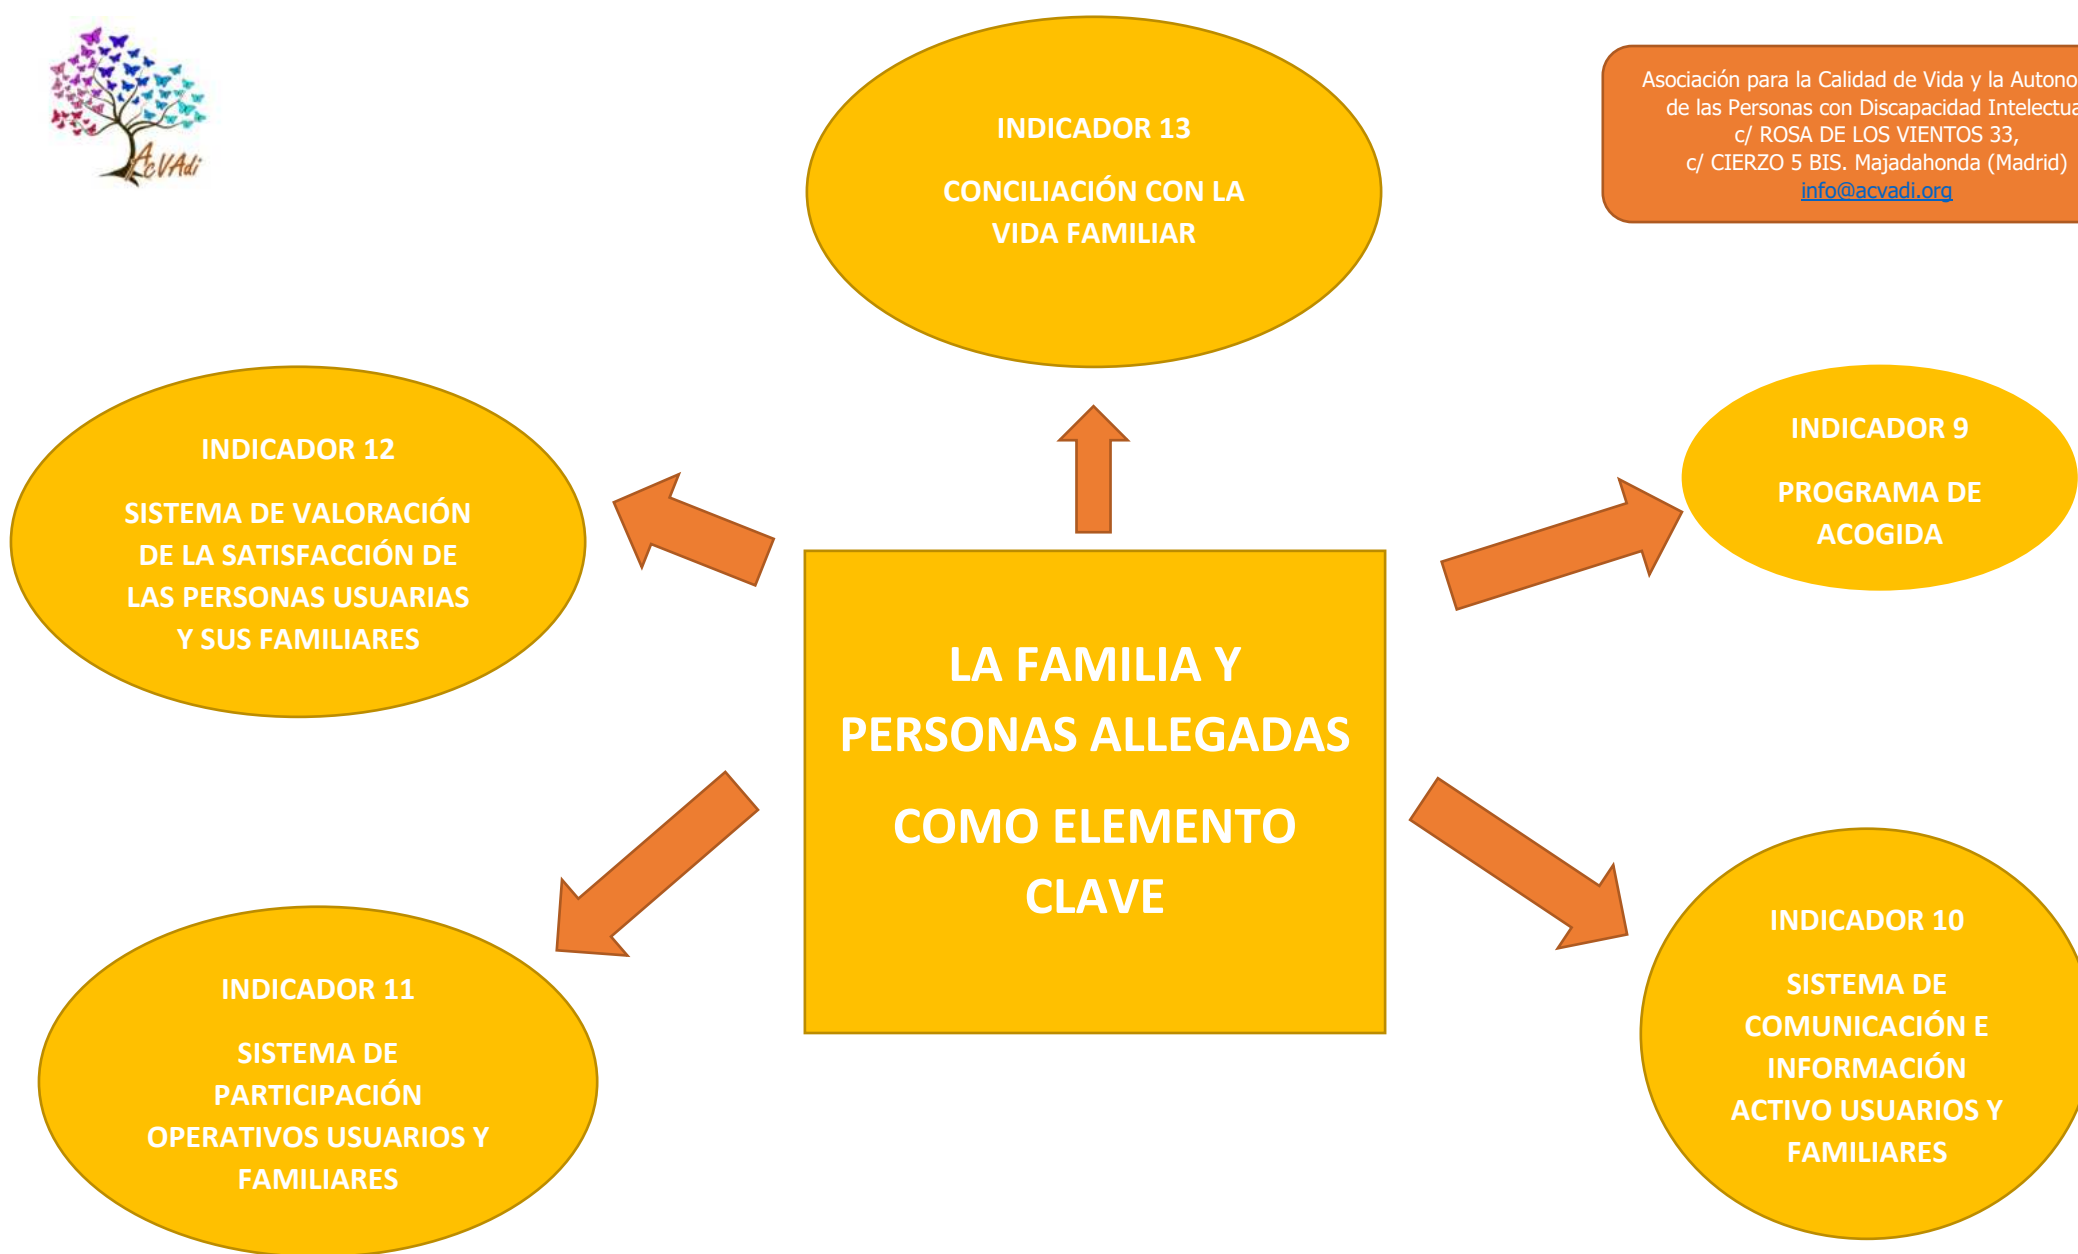 AcVAdi
Asociación para la Calidad de Vida y la
de las Personas con Discapacidad
c/ ROSA DE LOS VIENTOS 33,
c/ CIERZO 5 BIS. Majadahonda (Madrid)
info@acvadi.org
INDICADOR 13
CONCILIACIÓN CON LA
VIDA FAMILIAR
INDICADOR 12
SISTEMA DE VALORACIÓN
DE LA SATISFACCIÓN DE
LAS PERSONAS USUARIAS
Y SUS FAMILIARES
INDICADOR 9
PROGRAMA DE
ACOGIDA
LA FAMILIA Y
PERSONAS ALLEGADAS
COMO ELEMENTO
CLAVE
INDICADOR 11
SISTEMA DE
PARTICIPACIÓN
OPERATIVOS USUARIOS Y
FAMILIARES
INDICADOR 10
SISTEMA DE
COMUNICACIÓN E
INFORMACIÓN
ACTIVO USUARIOS Y
FAMILIARES